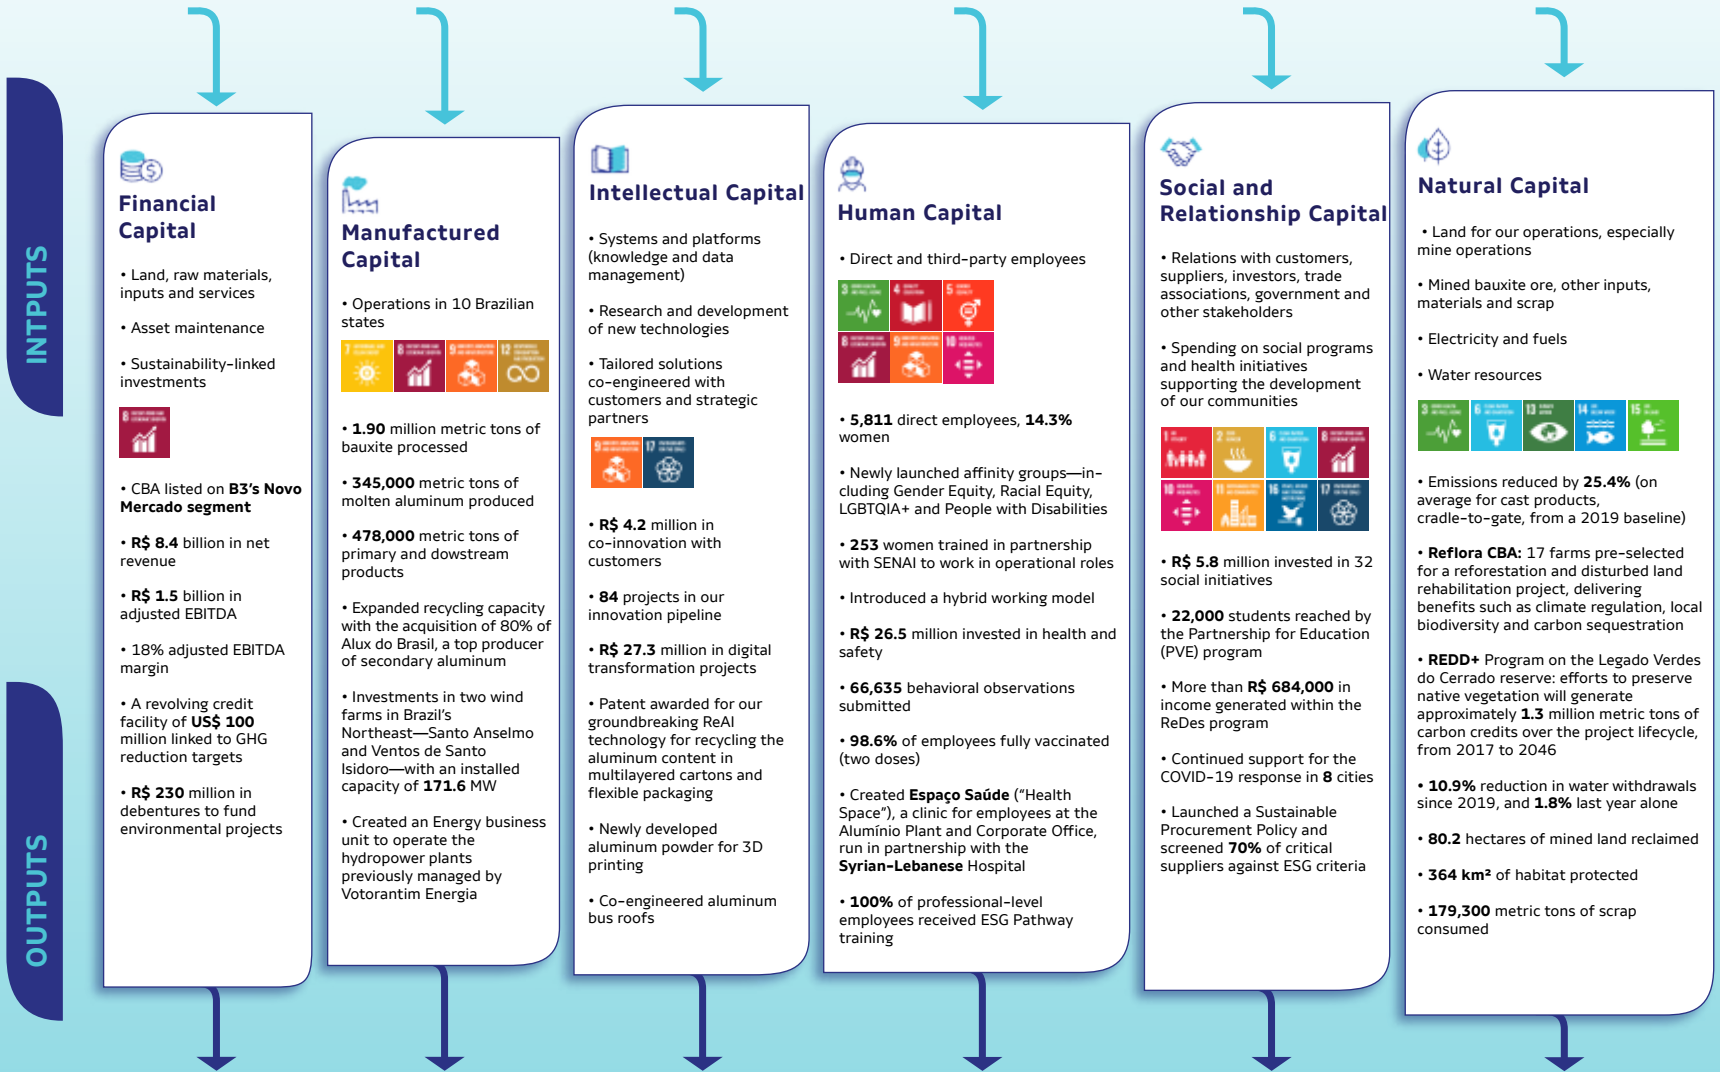 INTPUTS
OUTPUTS
Financial
Capital
• Land, raw materials,
inputs and services
• Asset maintenance
• Sustainability-linked
investments
8
• CBA listed on B3's Novo
Mercado segment
• R$ 8.4 billion in net
revenue
• R$ 1.5 billion in
adjusted EBITDA
• 18% adjusted EBITDA
margin
• A revolving credit
facility of US$ 100
million linked to GHG
reduction targets
• R$ 230 million in
debentures to fund
environmental projects
Manufactured
Capital
• Operations in 10 Brazilian
states
7 8 9 12
• 1.90 million metric tons of
bauxite processed
• 345,000 metric tons of
molten aluminum produced
• 478,000 metric tons of
primary and dowstream
products
• Expanded recycling capacity
with the acquisition of 80% of
Alux do Brasil, a top producer
of secondary aluminum
• Investments in two wind
farms in Brazil's
Northeast—Santo Anselmo
and Ventos de Santo
Isidoro—with an installed
capacity of 171.6 MW
• Created an Energy business
unit to operate the
hydropower plants
previously managed by
Votorantim Energia
Intellectual Capital
• Systems and platforms
(knowledge and data
management)
• Research and development
of new technologies
• Tailored solutions
co-engineered with
customers and strategic
partners
9 17
• R$ 4.2 million in
co-innovation with
customers
• 84 projects in our
innovation pipeline
• R$ 27.3 million in digital
transformation projects
• Patent awarded for our
groundbreaking ReAl
technology for recycling the
aluminum content in
multilayered cartons and
flexible packaging
• Newly developed
aluminum powder for 3D
printing
• Co-engineered aluminum
bus roofs
Human Capital
• Direct and third-party employees
3 4 5
8 9 10
• 5,811 direct employees, 14.3%
women
• Newly launched affinity groups—in-
cluding Gender Equity, Racial Equity,
LGBTQIA+ and People with Disabilities
• 253 women trained in partnership
with SENAI to work in operational roles
• Introduced a hybrid working model
• R$ 26.5 million invested in health and
safety
• 66,635 behavioral observations
submitted
• 98.6% of employees fully vaccinated
(two doses)
• Created Espaço Saúde ("Health
Space"), a clinic for employees at the
Alumínio Plant and Corporate Office,
run in partnership with the
Syrian-Lebanese Hospital
• 100% of professional-level
employees received ESG Pathway
training
Social and
Relationship Capital
• Relations with customers,
suppliers, investors, trade
associations, government and
other stakeholders
• Spending on social programs
and health initiatives
supporting the development
of our communities
1 2 6 8
10 11 16 17
• R$ 5.8 million invested in 32
social initiatives
• 22,000 students reached by
the Partnership for Education
(PVE) program
• More than R$ 684,000 in
income generated within the
ReDes program
• Continued support for the
COVID-19 response in 8 cities
• Launched a Sustainable
Procurement Policy and
screened 70% of critical
suppliers against ESG criteria
Natural Capital
• Land for our operations, especially
mine operations
• Mined bauxite ore, other inputs,
materials and scrap
• Electricity and fuels
• Water resources
3 6 13 14 15
• Emissions reduced by 25.4% (on
average for cast products,
cradle-to-gate, from a 2019 baseline)
• Reflora CBA: 17 farms pre-selected
for a reforestation and disturbed land
rehabilitation project, delivering
benefits such as climate regulation, local
biodiversity and carbon sequestration
• REDD+ Program on the Legado Verdes
do Cerrado reserve: efforts to preserve
native vegetation will generate
approximately 1.3 million metric tons of
carbon credits over the project lifecycle,
from 2017 to 2046
• 10.9% reduction in water withdrawals
since 2019, and 1.8% last year alone
• 80.2 hectares of mined land reclaimed
• 364 km² of habitat protected
• 179,300 metric tons of scrap
consumed